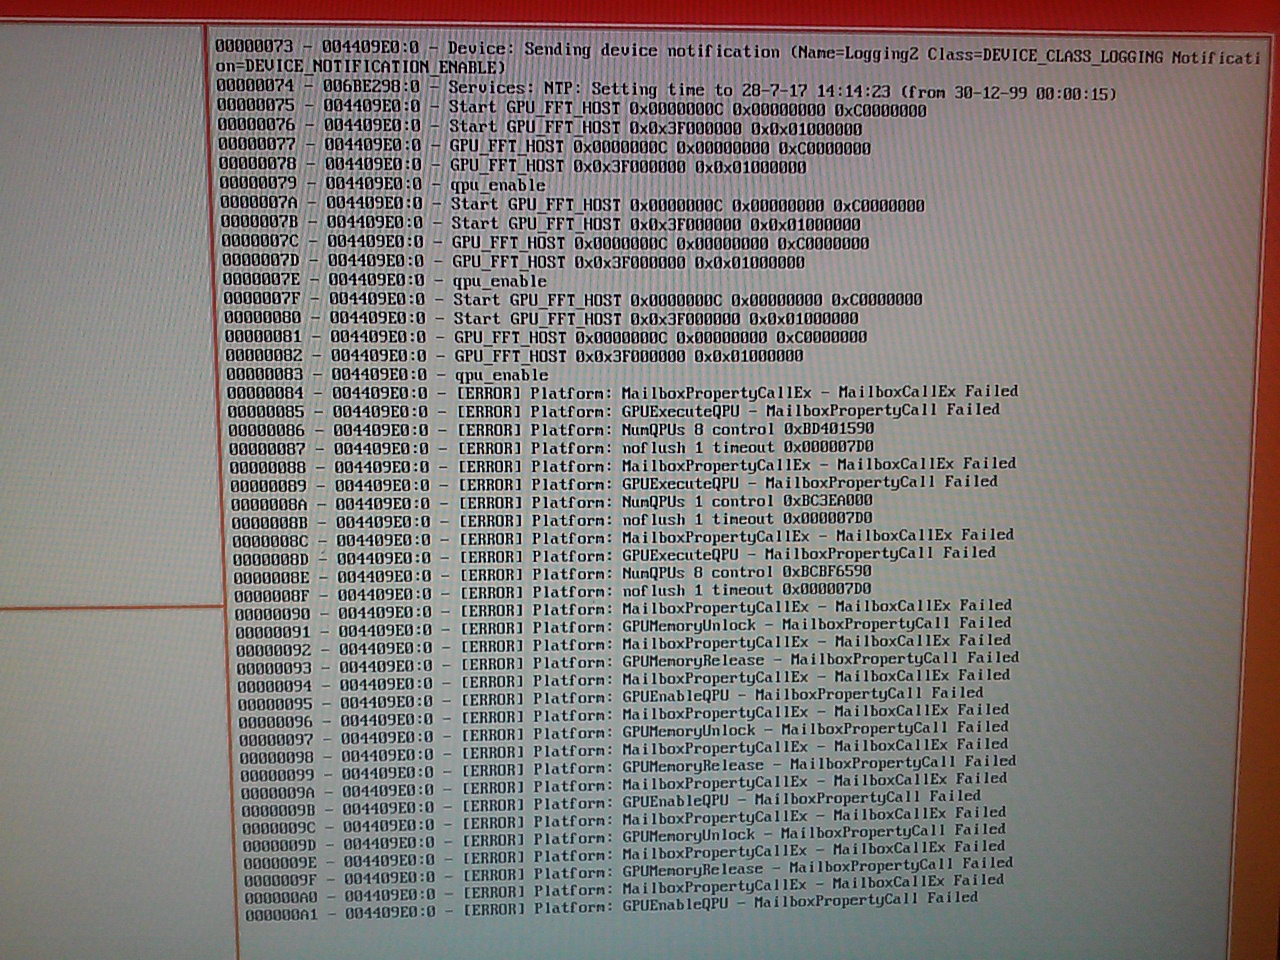 00000073 - 004409E0:0 - Device: Sending device notification (Name=Logging2 Class=DEVICE_CLASS_LOGGING Notificati
on=DEVICE_NOTIFICATION_ENABLE)
00000074 - 006BE298:0 - Services: NTP: Setting time to 28-7-17 14:14:23 (from 30-12-99 00:00:15)
00000075 - 004409E0:0 - Start GPU_FFT_HOST 0x0000000C 0x00000000 0xC0000000
00000076 - 004409E0:0 - Start GPU_FFT_HOST 0x0x3F000000 0x0x01000000
00000077 - 004409E0:0 - GPU_FFT_HOST 0x0000000C 0x00000000 0xC0000000
00000078 - 004409E0:0 - GPU_FFT_HOST 0x0x3F000000 0x0x01000000
00000079 - 004409E0:0 - qpu_enable
0000007A - 004409E0:0 - Start GPU_FFT_HOST 0x0000000C 0x00000000 0xC0000000
0000007B - 004409E0:0 - Start GPU_FFT_HOST 0x0x3F000000 0x0x01000000
0000007C - 004409E0:0 - GPU_FFT_HOST 0x0000000C 0x00000000 0xC0000000
0000007D - 004409E0:0 - GPU_FFT_HOST 0x0x3F000000 0x0x01000000
0000007E - 004409E0:0 - qpu_enable
0000007F - 004409E0:0 - Start GPU_FFT_HOST 0x0000000C 0x00000000 0xC0000000
00000080 - 004409E0:0 - Start GPU_FFT_HOST 0x0x3F000000 0x0x01000000
00000081 - 004409E0:0 - GPU_FFT_HOST 0x0000000C 0x00000000 0xC0000000
00000082 - 004409E0:0 - GPU_FFT_HOST 0x0x3F000000 0x0x01000000
00000083 - 004409E0:0 - qpu_enable
00000084 - 004409E0:0 - [ERROR] Platform: MailboxPropertyCallEx - MailboxCallEx Failed
00000085 - 004409E0:0 - [ERROR] Platform: GPUExecuteQPU - MailboxPropertyCall Failed
00000086 - 004409E0:0 - [ERROR] Platform: NumQPUs 8 control 0xBD401590
00000087 - 004409E0:0 - [ERROR] Platform: noflush 1 timeout 0x000007D0
00000088 - 004409E0:0 - [ERROR] Platform: MailboxPropertyCallEx - MailboxCallEx Failed
00000089 - 004409E0:0 - [ERROR] Platform: GPUExecuteQPU - MailboxPropertyCall Failed
0000008A - 004409E0:0 - [ERROR] Platform: NumQPUs 1 control 0xBC3EA000
0000008B - 004409E0:0 - [ERROR] Platform: noflush 1 timeout 0x000007D0
0000008C - 004409E0:0 - [ERROR] Platform: MailboxPropertyCallEx - MailboxCallEx Failed
0000008D - 004409E0:0 - [ERROR] Platform: GPUExecuteQPU - MailboxPropertyCall Failed
0000008E - 004409E0:0 - [ERROR] Platform: NumQPUs 8 control 0xBCBF6590
0000008F - 004409E0:0 - [ERROR] Platform: noflush 1 timeout 0x000007D0
00000090 - 004409E0:0 - [ERROR] Platform: MailboxPropertyCallEx - MailboxCallEx Failed
00000091 - 004409E0:0 - [ERROR] Platform: GPUMemoryUnlock - MailboxPropertyCall Failed
00000092 - 004409E0:0 - [ERROR] Platform: MailboxPropertyCallEx - MailboxCallEx Failed
00000093 - 004409E0:0 - [ERROR] Platform: GPUMemoryRelease - MailboxPropertyCall Failed
00000094 - 004409E0:0 - [ERROR] Platform: MailboxPropertyCallEx - MailboxCallEx Failed
00000095 - 004409E0:0 - [ERROR] Platform: GPUEnableQPU - MailboxPropertyCall Failed
00000096 - 004409E0:0 - [ERROR] Platform: MailboxPropertyCallEx - MailboxCallEx Failed
00000097 - 004409E0:0 - [ERROR] Platform: GPUMemoryUnlock - MailboxPropertyCall Failed
00000098 - 004409E0:0 - [ERROR] Platform: MailboxPropertyCallEx - MailboxCallEx Failed
00000099 - 004409E0:0 - [ERROR] Platform: GPUMemoryRelease - MailboxPropertyCall Failed
0000009A - 004409E0:0 - [ERROR] Platform: MailboxPropertyCallEx - MailboxCallEx Failed
0000009B - 004409E0:0 - [ERROR] Platform: GPUEnableQPU - MailboxPropertyCall Failed
0000009C - 004409E0:0 - [ERROR] Platform: MailboxPropertyCallEx - MailboxCallEx Failed
0000009D - 004409E0:0 - [ERROR] Platform: GPUMemoryUnlock - MailboxPropertyCall Failed
0000009E - 004409E0:0 - [ERROR] Platform: MailboxPropertyCallEx - MailboxCallEx Failed
0000009F - 004409E0:0 - [ERROR] Platform: GPUMemoryRelease - MailboxPropertyCall Failed
000000A0 - 004409E0:0 - [ERROR] Platform: MailboxPropertyCallEx - MailboxCallEx Failed
000000A1 - 004409E0:0 - [ERROR] Platform: GPUEnableQPU - MailboxPropertyCall Failed